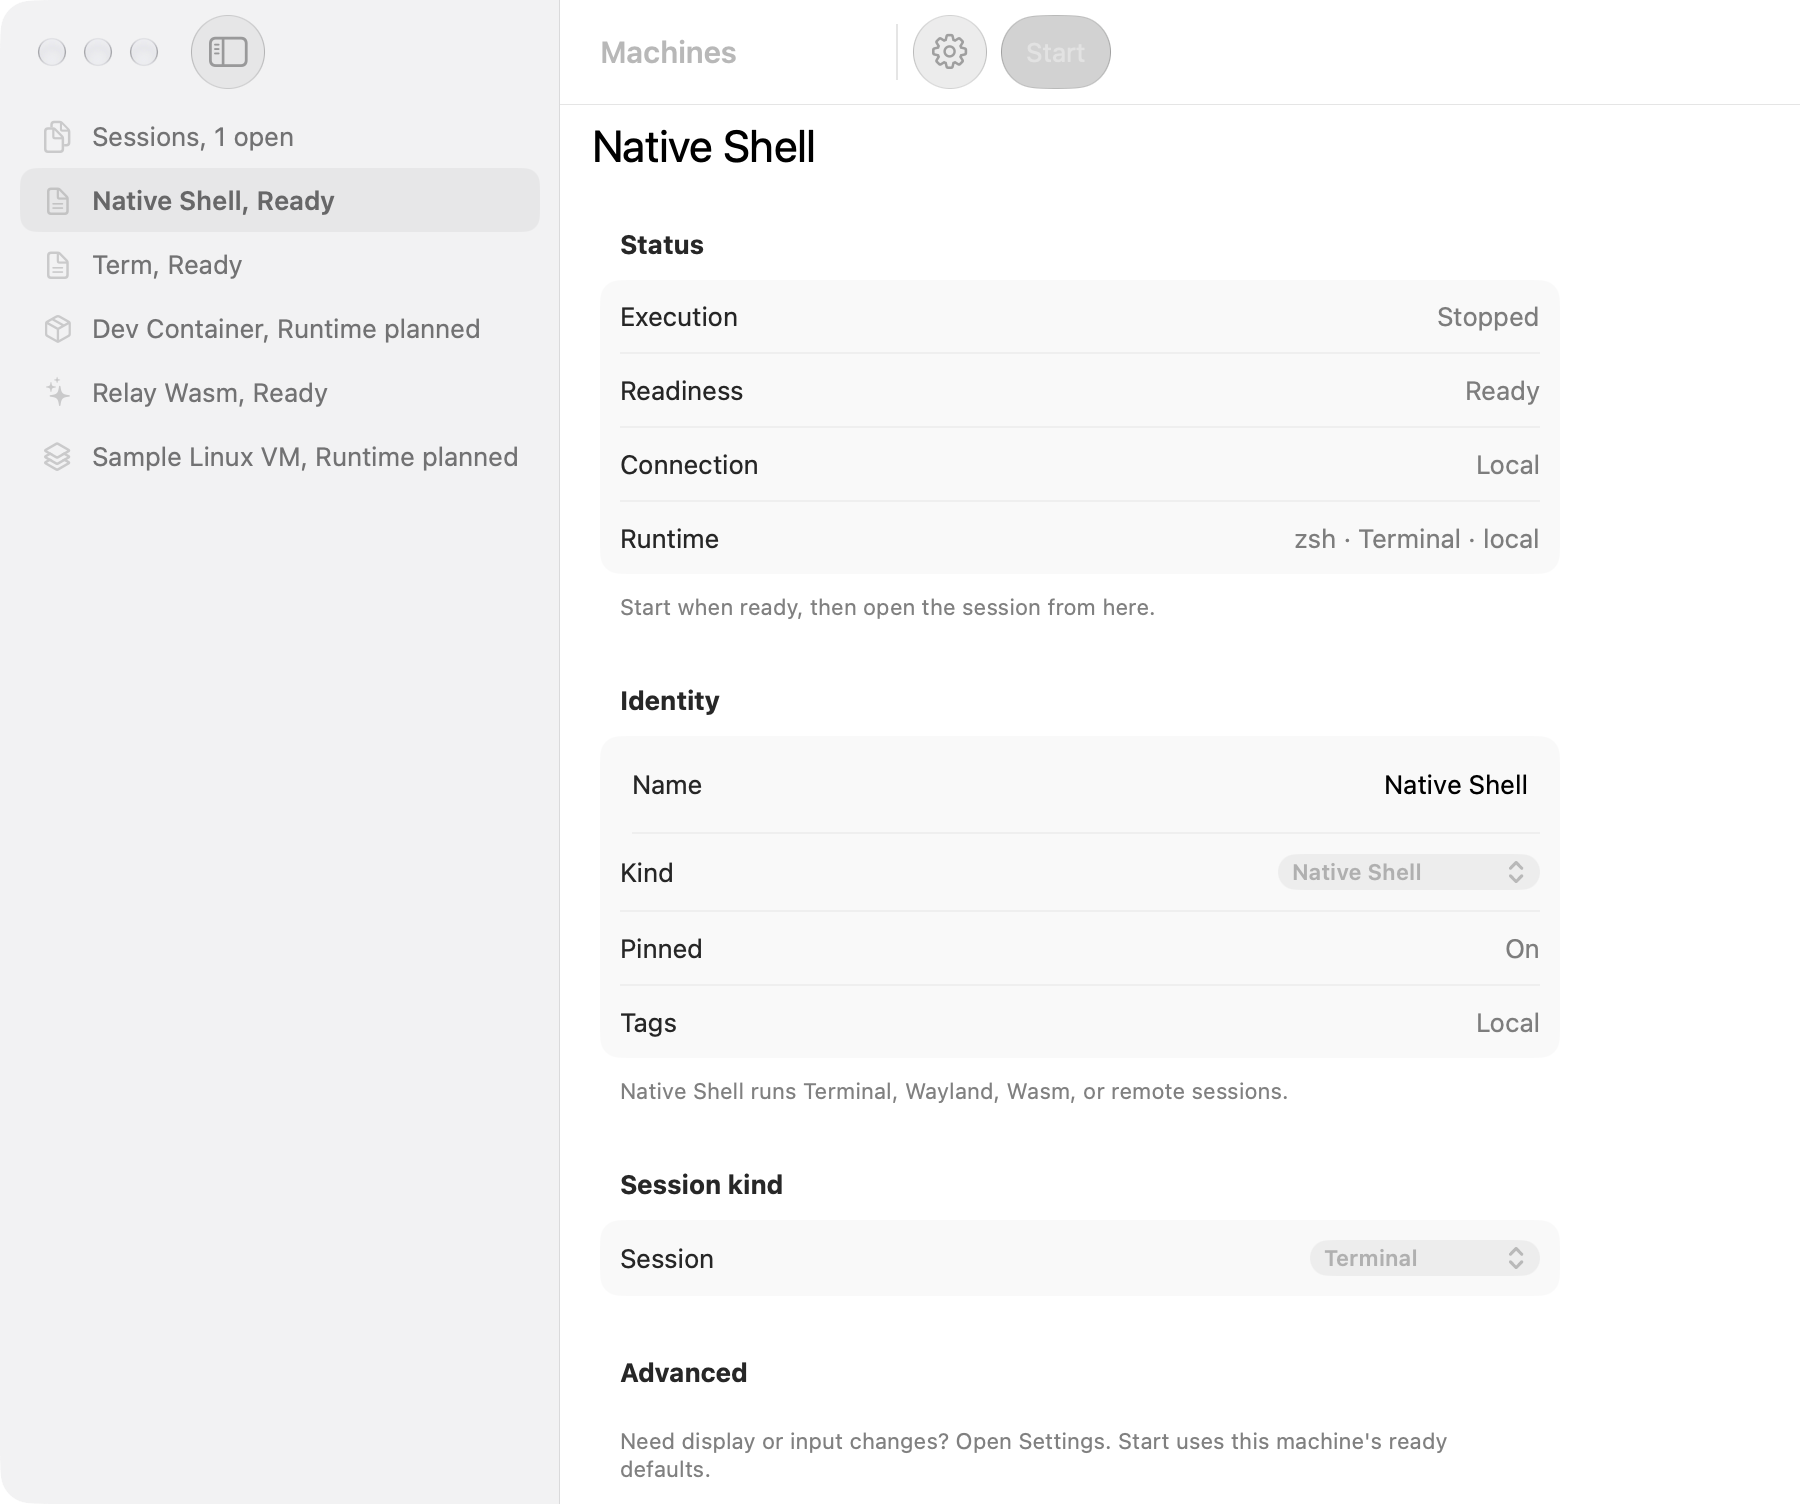 Machines
Start
Sessions, 1 open
Native Shell, Ready
Term, Ready
Dev Container, Runtime planned
Relay Wasm, Ready
Sample Linux VM, Runtime planned
Native Shell
Status
Execution Stopped
Readiness Ready
Connection Local
Runtime zsh · Terminal · local
Start when ready, then open the session from here.
Identity
Name Native Shell
Kind Native Shell
Pinned On
Tags Local
Native Shell runs Terminal, Wayland, Wasm, or remote sessions.
Session kind
Session Terminal
Advanced
Need display or input changes? Open Settings. Start uses this machine's ready
defaults.